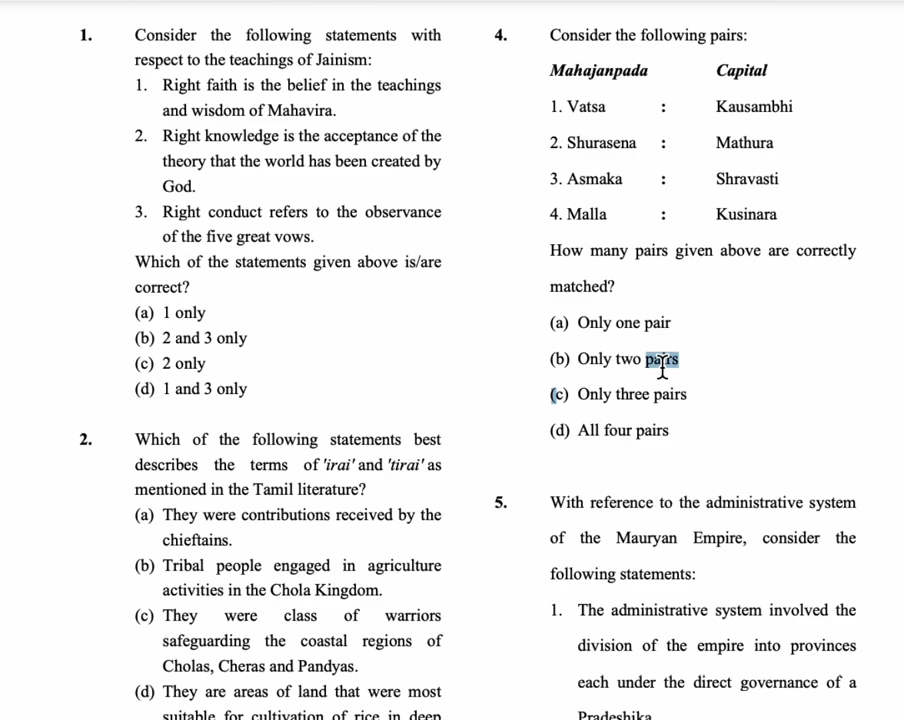 1. Consider the following statements with
respect to the teachings of Jainism:
1. Right faith is the belief in the teachings
and wisdom of Mahavira.
2. Right knowledge is the acceptance of the
theory that the world has been created by
God.
3. Right conduct refers to the observance
of the five great vows.
Which of the statements given above is/are
correct?
(a) 1 only
(b) 2 and 3 only
(c) 2 only
(d) 1 and 3 only
2. Which of the following statements best
describes the terms of 'irai' and 'tirai' as
mentioned in the Tamil literature?
(a) They were contributions received by the
chieftains.
(b) Tribal people engaged in agriculture
activities in the Chola Kingdom.
(c) They were class of warriors
safeguarding the coastal regions of
Cholas, Cheras and Pandyas.
(d) They are areas of land that were most
suitable for cultivation of rice in deep
4. Consider the following pairs:
Mahajanpada Capital
1. Vatsa : Kausambhi
2. Shurasena : Mathura
3. Asmaka : Shravasti
4. Malla : Kusinara
How many pairs given above are correctly
matched?
(a) Only one pair
(b) Only two pairs
(c) Only three pairs
(d) All four pairs
5. With reference to the administrative system
of the Mauryan Empire, consider the
following statements:
1. The administrative system involved the
division of the empire into provinces
each under the direct governance of a
Pradeshika